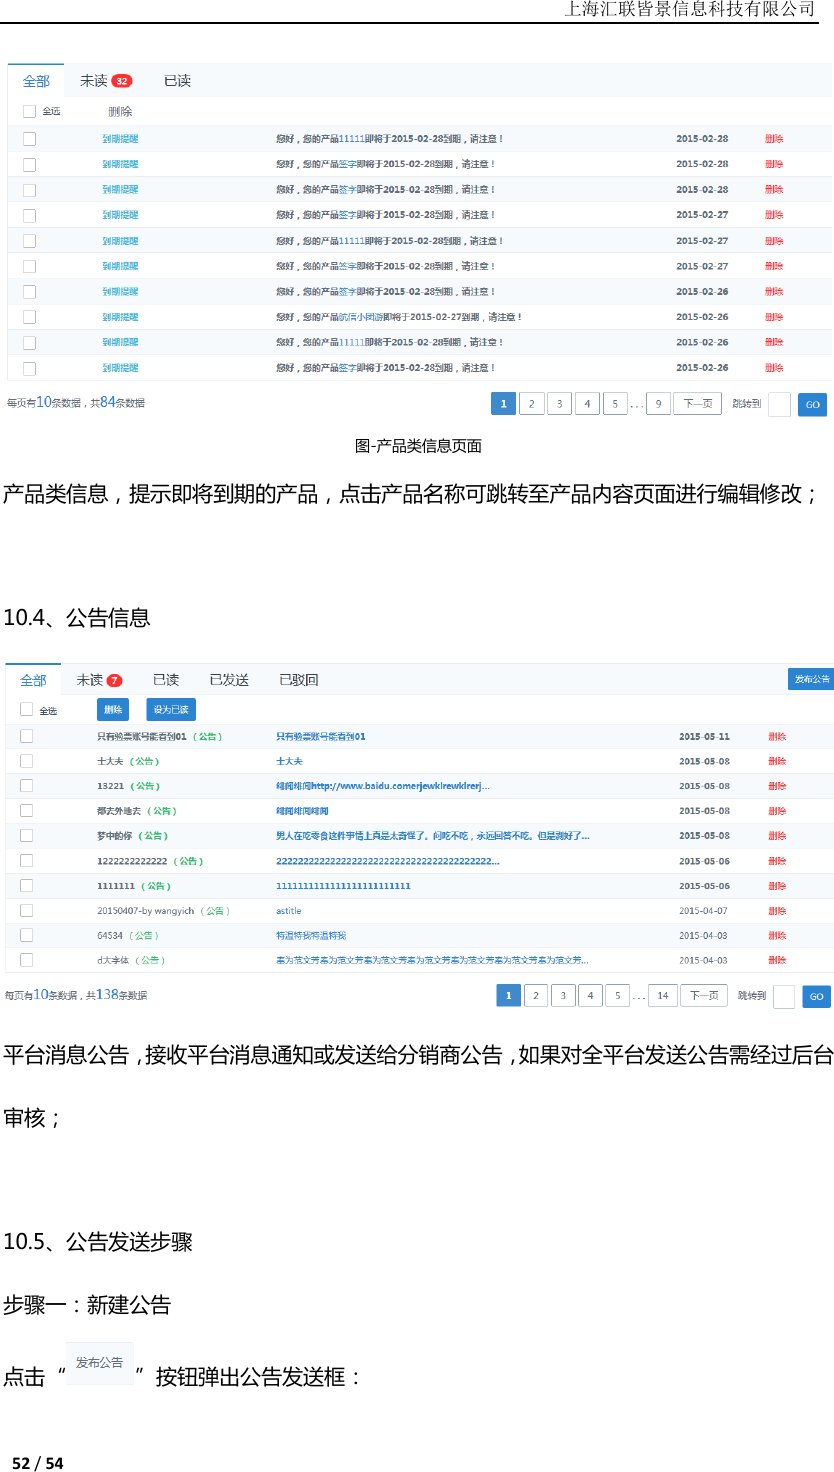 上海汇联皆景信息科技有限公司
全部 未读 32 已读
全选 删除
到期提醒 您好，您的产品11111即将于2015-02-28到期，请注意！ 2015-02-28 删除
到期提醒 您好，您的产品签字即将于2015-02-28到期，请注意！ 2015-02-28 删除
到期提醒 您好，您的产品签字即将于2015-02-28到期，请注意！ 2015-02-28 删除
到期提醒 您好，您的产品签字即将于2015-02-28到期，请注意！ 2015-02-27 删除
到期提醒 您好，您的产品11111即将于2015-02-28到期，请注意！ 2015-02-27 删除
到期提醒 您好，您的产品签字即将于2015-02-28到期，请注意！ 2015-02-27 删除
到期提醒 您好，您的产品签字即将于2015-02-28到期，请注意！ 2015-02-26 删除
到期提醒 您好，您的产品航信小团游即将于2015-02-27到期，请注意！ 2015-02-26 删除
到期提醒 您好，您的产品11111即将于2015-02-28到期，请注意！ 2015-02-26 删除
到期提醒 您好，您的产品签字即将于2015-02-28到期，请注意！ 2015-02-26 删除
每页有10条数据，共84条数据 1 2 3 4 5 ... 9 下一页 跳转到 GO
图-产品类信息页面
产品类信息，提示即将到期的产品，点击产品名称可跳转至产品内容页面进行编辑修改；
10.4、公告信息
全部 未读 7 已读 已发送 已驳回 发布公告
全选 删除 设为已读
只有验票账号能看到01（公告） 只有验票账号能看到01 2015-05-11 删除
士大夫（公告） 士大夫 2015-05-08 删除
13221（公告） 绯闻绯闻http://www.baidu.comerjewklrewklrerj... 2015-05-08 删除
都去外地去（公告） 绯闻绯闻绯闻 2015-05-08 删除
梦中的你（公告） 男人在吃零食这件事情上真是太奇怪了。问吃不吃，永远回答不吃。但是剥好了... 2015-05-08 删除
1222222222222（公告） 2222222222222222222222222222222222222222... 2015-05-06 删除
1111111（公告） 1111111111111111111111111 2015-05-06 删除
20150407-by wangyich（公告） astitle 2015-04-07 删除
64534（公告） 特温特我特温特我 2015-04-03 删除
d大字体（公告） 奉为范文芳奉为范文芳奉为范文芳奉为范文芳奉为范文芳奉为范文芳奉为范文芳... 2015-04-03 删除
每页有10条数据，共138条数据 1 2 3 4 5 ... 14 下一页 跳转到 GO
平台消息公告，接收平台消息通知或发送给分销商公告，如果对全平台发送公告需经过后台
审核；
10.5、公告发送步骤
步骤一：新建公告
点击“发布公告”按钮弹出公告发送框：
52 / 54